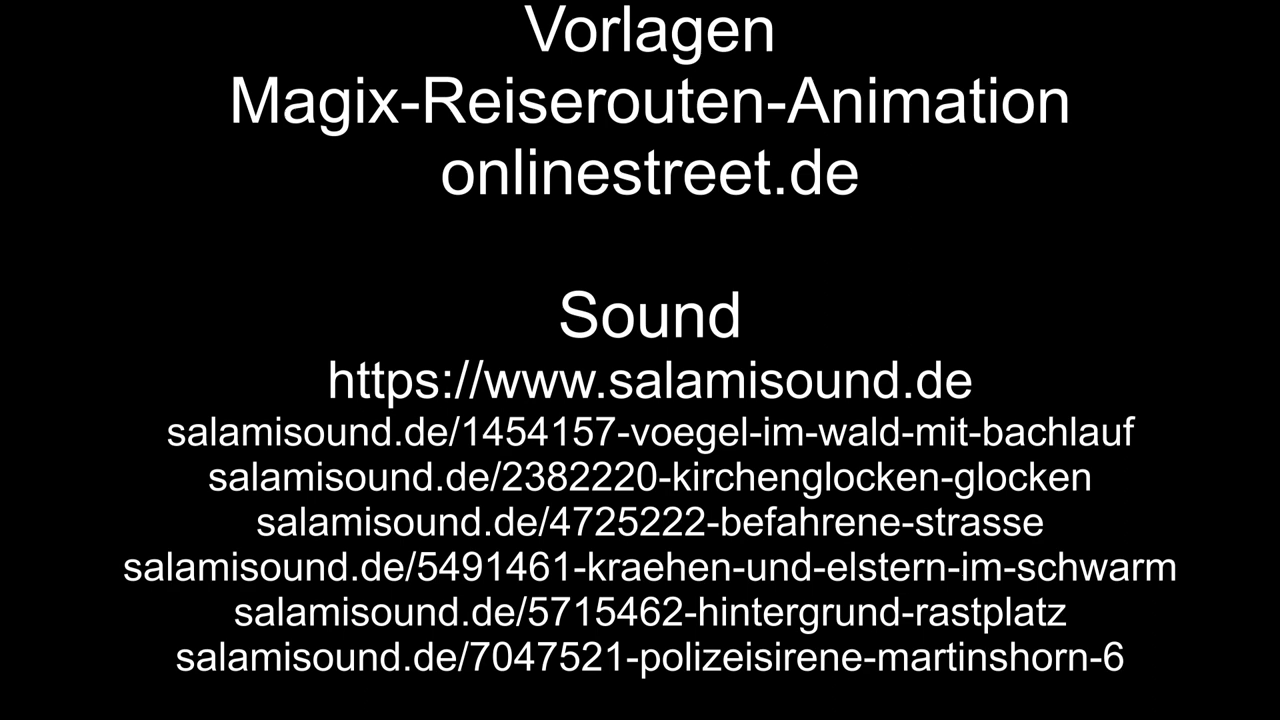 Vorlagen
Magix-Reiserouten-Animation
onlinestreet.de
Sound
https://www.salamisound.de
salamisound.de/1454157-voegel-im-wald-mit-bachlauf
salamisound.de/2382220-kirchenglocken-glocken
salamisound.de/4725222-befahrene-strasse
salamisound.de/5491461-kraehen-und-elstern-im-schwarm
salamisound.de/5715462-hintergrund-rastplatz
salamisound.de/7047521-polizeisirene-martinshorn-6